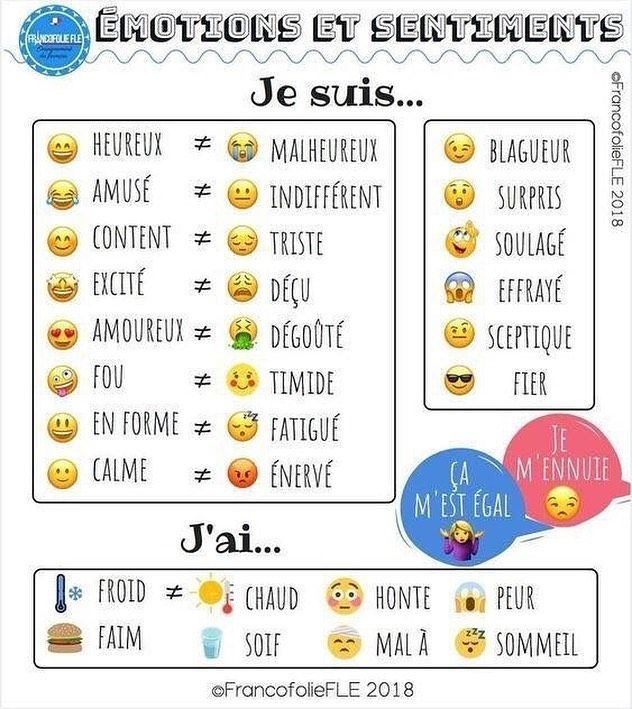 FRANCOFOLIE FLE
ÉMOTIONS ET SENTIMENTS
©FrancofolieFLE 2018
Je suis...
HEUREUX ≠ MALHEUREUX
AMUSÉ ≠ INDIFFÉRENT
CONTENT ≠ TRISTE
EXCITÉ ≠ DÉÇU
AMOUREUX ≠ DÉGOÛTÉ
FOU ≠ TIMIDE
EN FORME ≠ FATIGUÉ
CALME ≠ ÉNERVÉ
BLAGUEUR
SURPRIS
SOULAGÉ
EFFRAYÉ
SCEPTIQUE
FIER
ÇA
M'EST ÉGAL
JE
M'ENNUIE
J'ai...
FROID ≠ CHAUD HONTE PEUR
FAIM SOIF MAL À SOMMEIL
©FrancofolieFLE 2018